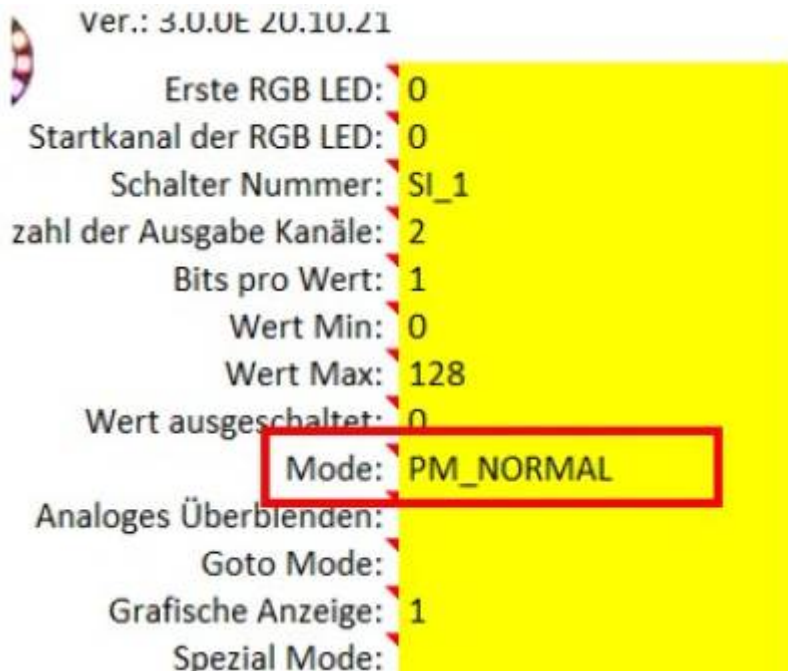 Ver.: 3.0.0E 20.10.21
Erste RGB LED: 0
Startkanal der RGB LED: 0
Schalter Nummer: SI_1
zahl der Ausgabe Kanäle: 2
Bits pro Wert: 1
Wert Min: 0
Wert Max: 128
Wert ausgeschaltet: 0
Mode: PM_NORMAL
Analoges Überblenden:
Goto Mode:
Grafische Anzeige: 1
Spezial Mode: